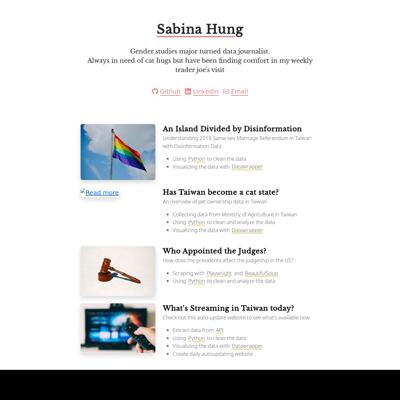 Sabina Hung
Gender studies major turned data journalist.
Always in need of cat hugs but have been finding comfort in my weekly
trader joe's visit
Github LinkedIn Email
An Island Divided by Disinformation
Understanding 2018 Same-sex Marriage Referendum in Taiwan
with Disinformation Data
Using Python to clean the data
Visualizing the data with Datawrapper
Read more
Has Taiwan become a cat state?
An overview of pet ownership data in Taiwan
Collecting data from Ministry of Agriculture in Taiwan
Using Python to clean and analyze the data
Visualizing the data with Datawrapper
Who Appointed the Judges?
How does the presidents affect the judgeship in the US?
Scraping with Playwright and BeautifulSoup
Using Python to clean and analyze the data
What's Streaming in Taiwan today?
Check out this auto-update website to see what's available now
Extract data from API
Using Python to clean and analyze the data
Visualizing the data with Datawrapper
Create daily autoupdating website